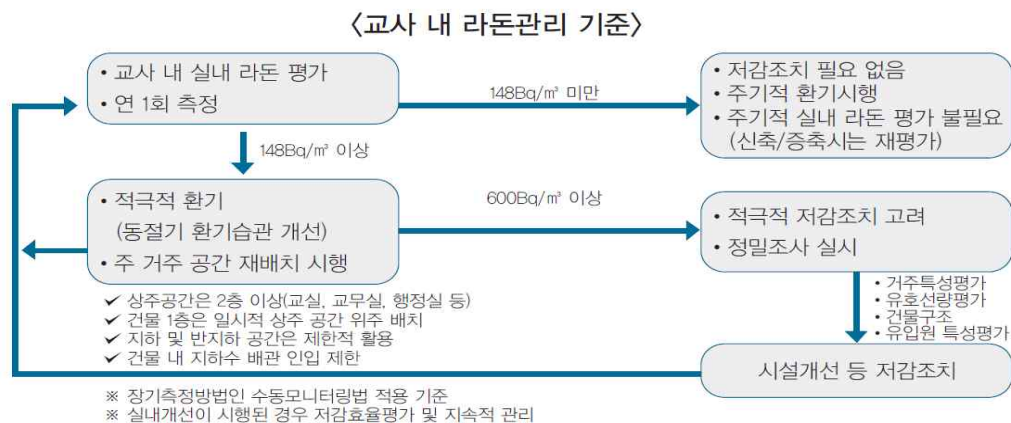 〈교사 내 라돈관리 기준〉
• 교사 내 실내 라돈 평가
• 연 1회 측정
148Bq/㎥ 미만
• 저감조치 필요 없음
• 주기적 환기시행
• 주기적 실내 라돈 평가 불필요
(신축/증축시는 재평가)
148Bq/㎥ 이상
• 적극적 환기
(동절기 환기습관 개선)
• 주 거주 공간 재배치 시행
600Bq/㎥ 이상
• 적극적 저감조치 고려
• 정밀조사 실시
✓ 상주공간은 2층 이상(교실, 교무실, 행정실 등)
✓ 건물 1층은 일시적 상주 공간 위주 배치
✓ 지하 및 반지하 공간은 제한적 활용
✓ 건물 내 지하수 배관 인입 제한
• 거주특성평가
• 유호선량평가
• 건물구조
• 유입원 특성평가
시설개선 등 저감조치
※ 장기측정방법인 수동모니터링법 적용 기준
※ 실내개선이 시행된 경우 저감효율평가 및 지속적 관리